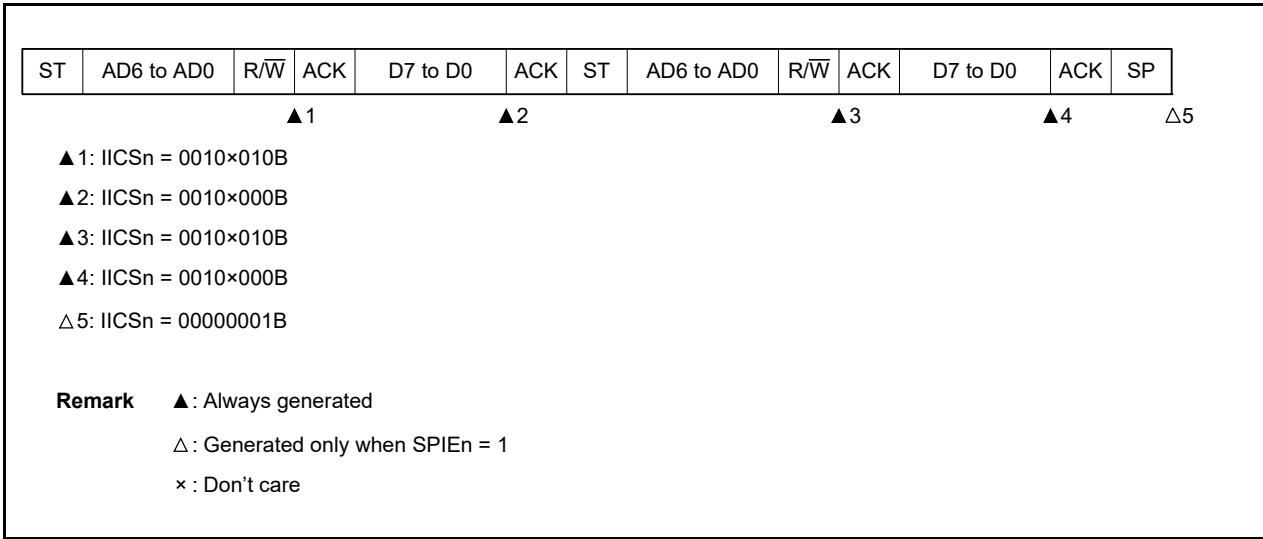 ST AD6 to AD0 R/W̅ ACK D7 to D0 ACK ST AD6 to AD0 R/W̅ ACK D7 to D0 ACK SP
▲1 ▲2 ▲3 ▲4 △5
▲1: IICSn = 0010×010B
▲2: IICSn = 0010×000B
▲3: IICSn = 0010×010B
▲4: IICSn = 0010×000B
△5: IICSn = 00000001B
Remark ▲: Always generated
△: Generated only when SPIEn = 1
×: Don’t care